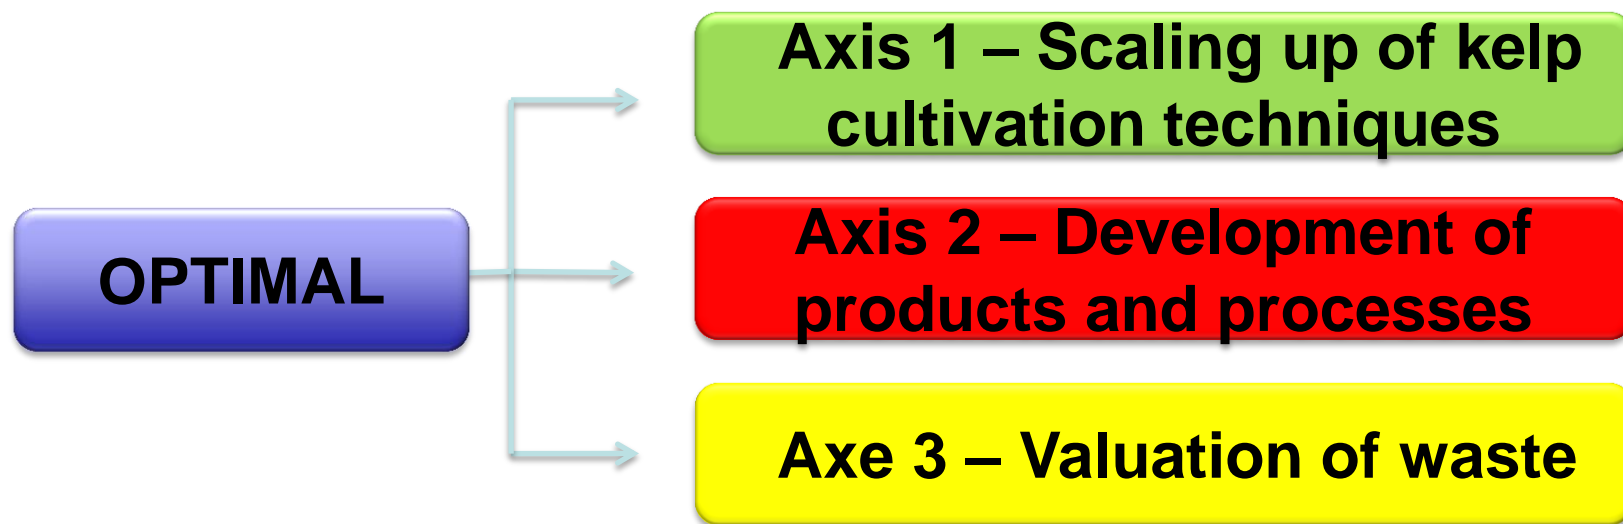 OPTIMAL
Axis 1 – Scaling up of kelp
cultivation techniques
Axis 2 – Development of
products and processes
Axe 3 – Valuation of waste